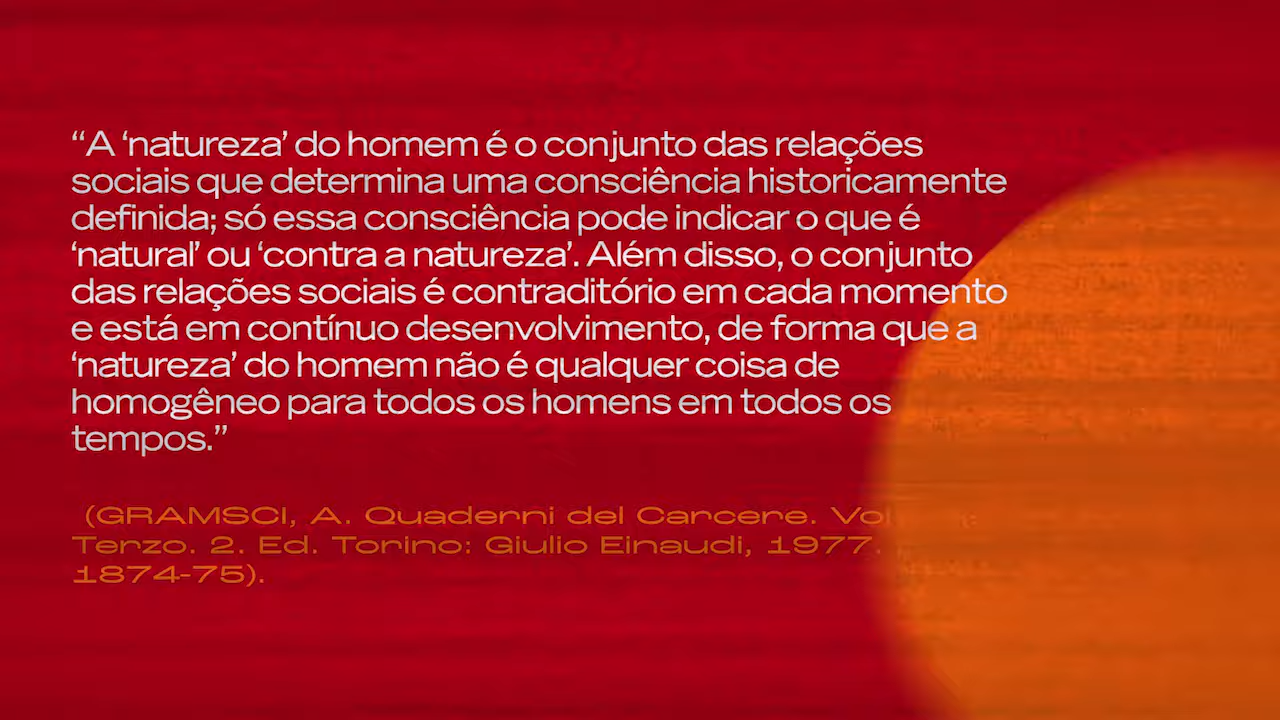 “A ‘natureza’ do homem é o conjunto das relações
sociais que determina uma consciência historicamente
definida; só essa consciência pode indicar o que é
‘natural’ ou ‘contra a natureza’. Além disso, o conjunto
das relações sociais é contraditório em cada momento
e está em contínuo desenvolvimento, de forma que a
‘natureza’ do homem não é qualquer coisa de
homogêneo para todos os homens em todos os
tempos.”
(GRAMSCI, A. Quaderni del Carcere.
Terzo. 2. Ed. Torino: Giulio Einaudi, 1977.
1874-75).